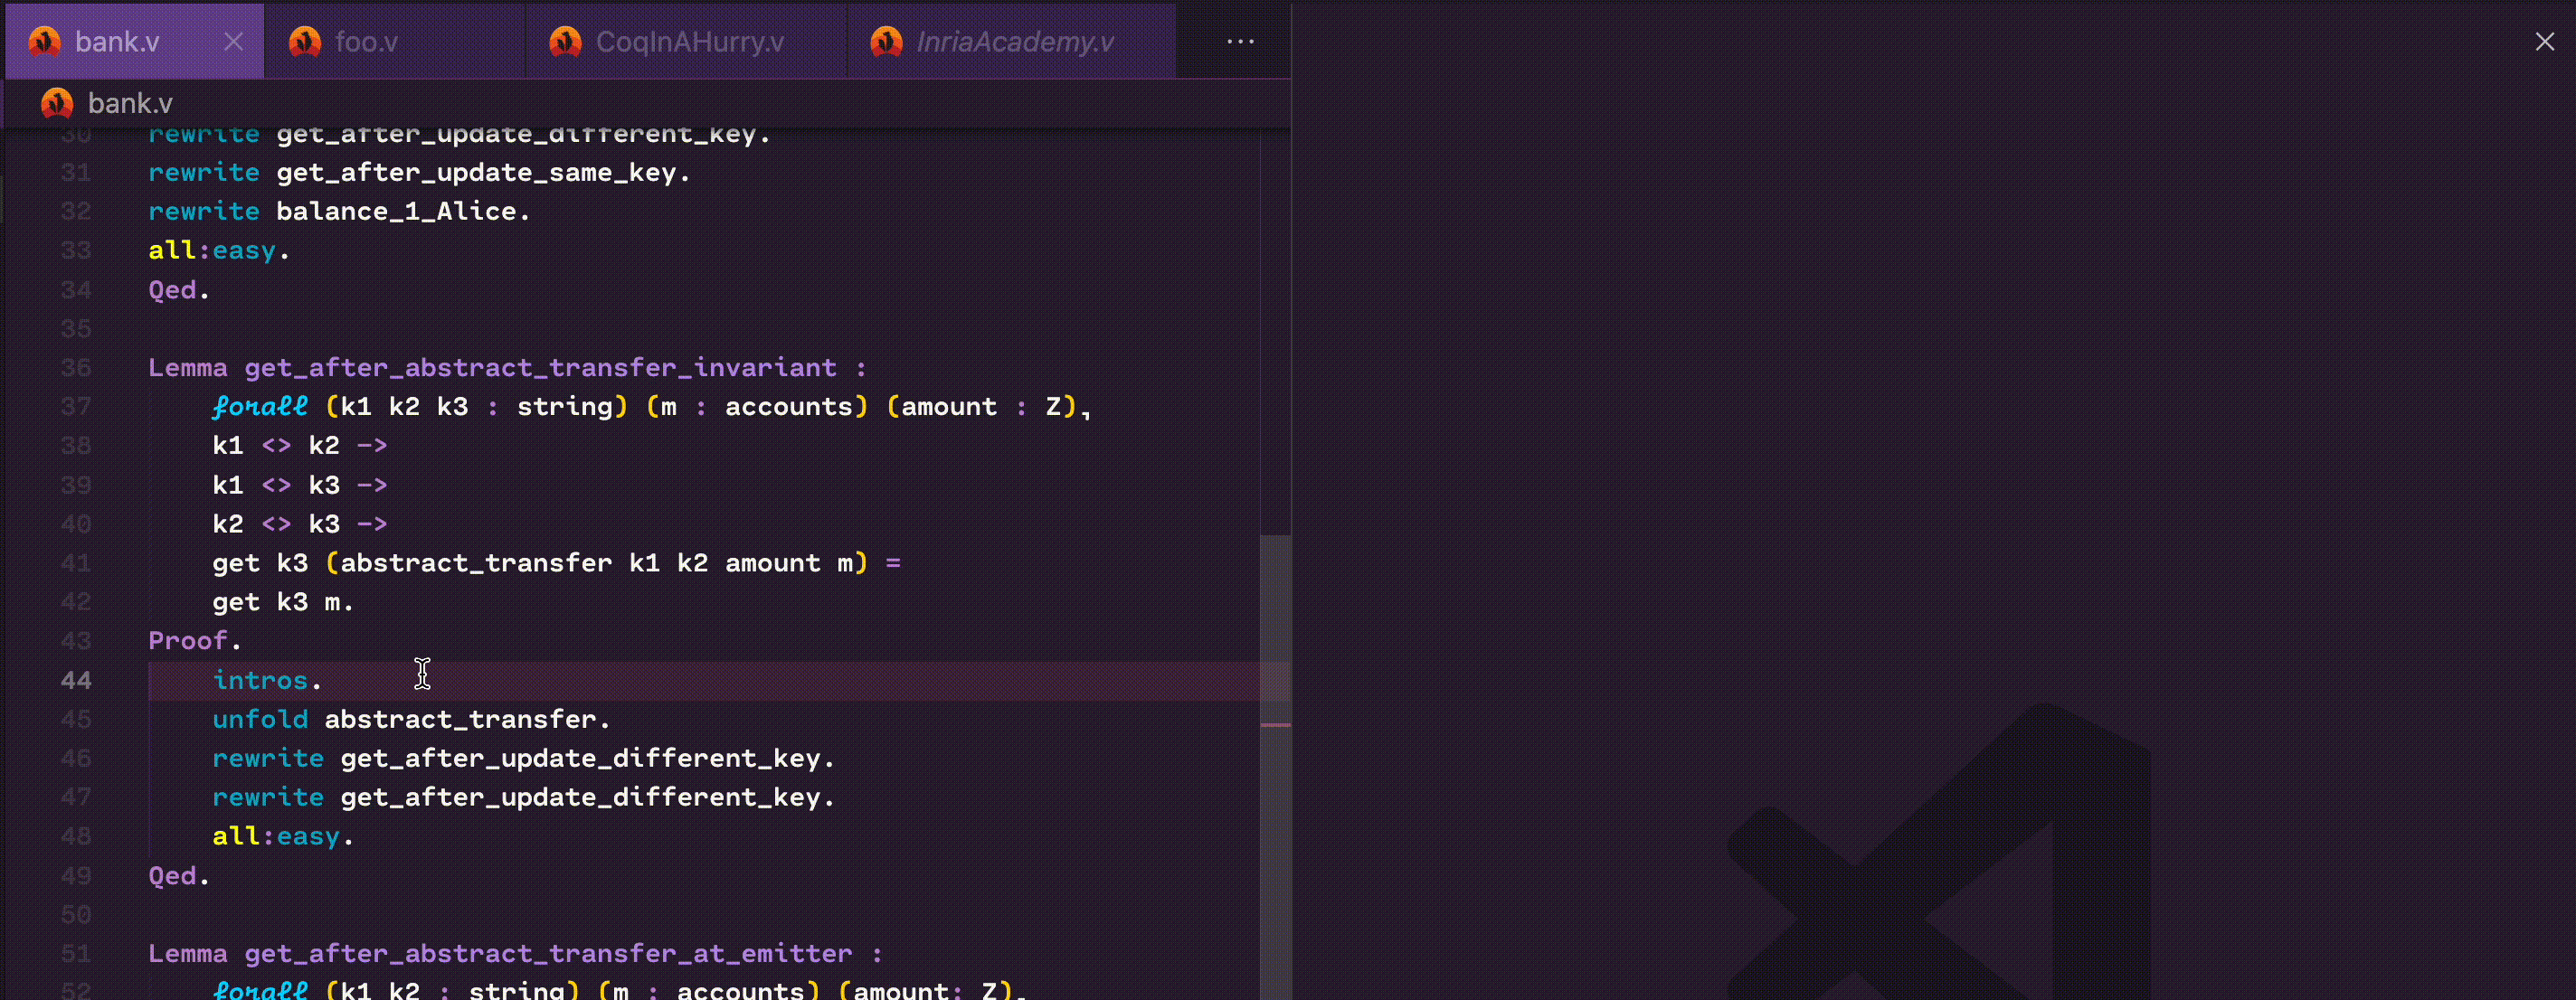 bank.v foo.v CoqInAHurry.v InriaAcademy.v ...
bank.v
30 rewrite get_after_update_different_key.
31 rewrite get_after_update_same_key.
32 rewrite balance_1_Alice.
33 all:easy.
34 Qed.
35
36 Lemma get_after_abstract_transfer_invariant :
37 forall (k1 k2 k3 : string) (m : accounts) (amount : Z),
38 k1 <> k2 ->
39 k1 <> k3 ->
40 k2 <> k3 ->
41 get k3 (abstract_transfer k1 k2 amount m) =
42 get k3 m.
43 Proof.
44 intros.
45 unfold abstract_transfer.
46 rewrite get_after_update_different_key.
47 rewrite get_after_update_different_key.
48 all:easy.
49 Qed.
50
51 Lemma get_after_abstract_transfer_at_emitter :
52 forall (k1 k2 : string) (m : accounts) (amount: Z),